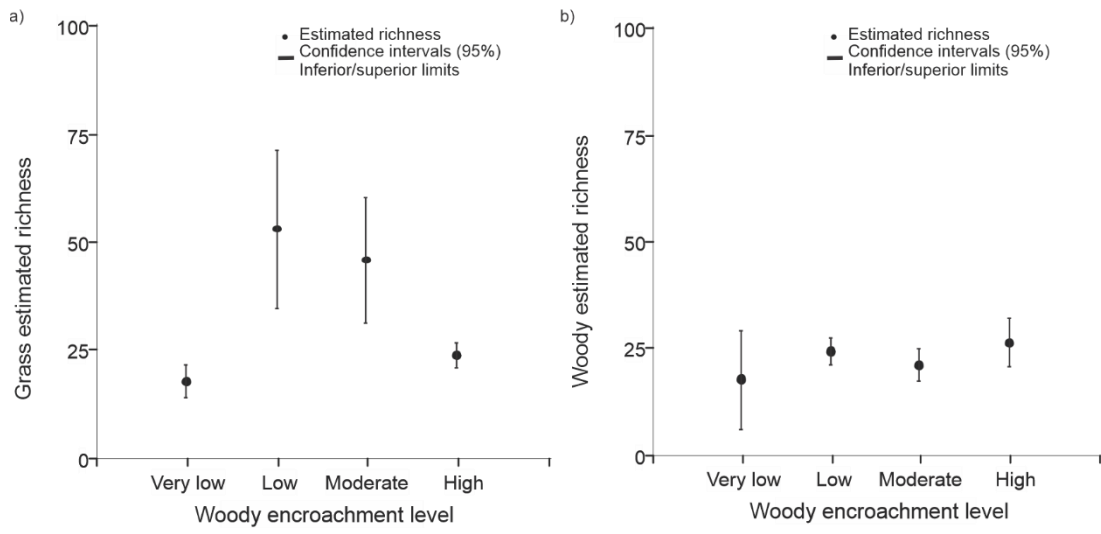 a)
100
75
50
25
0
Grass estimated richness
Estimated richness
Confidence intervals (95%)
Inferior/superior limits
Very low Low Moderate High
Woody encroachment level
b)
100
75
50
25
0
Woody estimated richness
Estimated richness
Confidence intervals (95%)
Inferior/superior limits
Very low Low Moderate High
Woody encroachment level